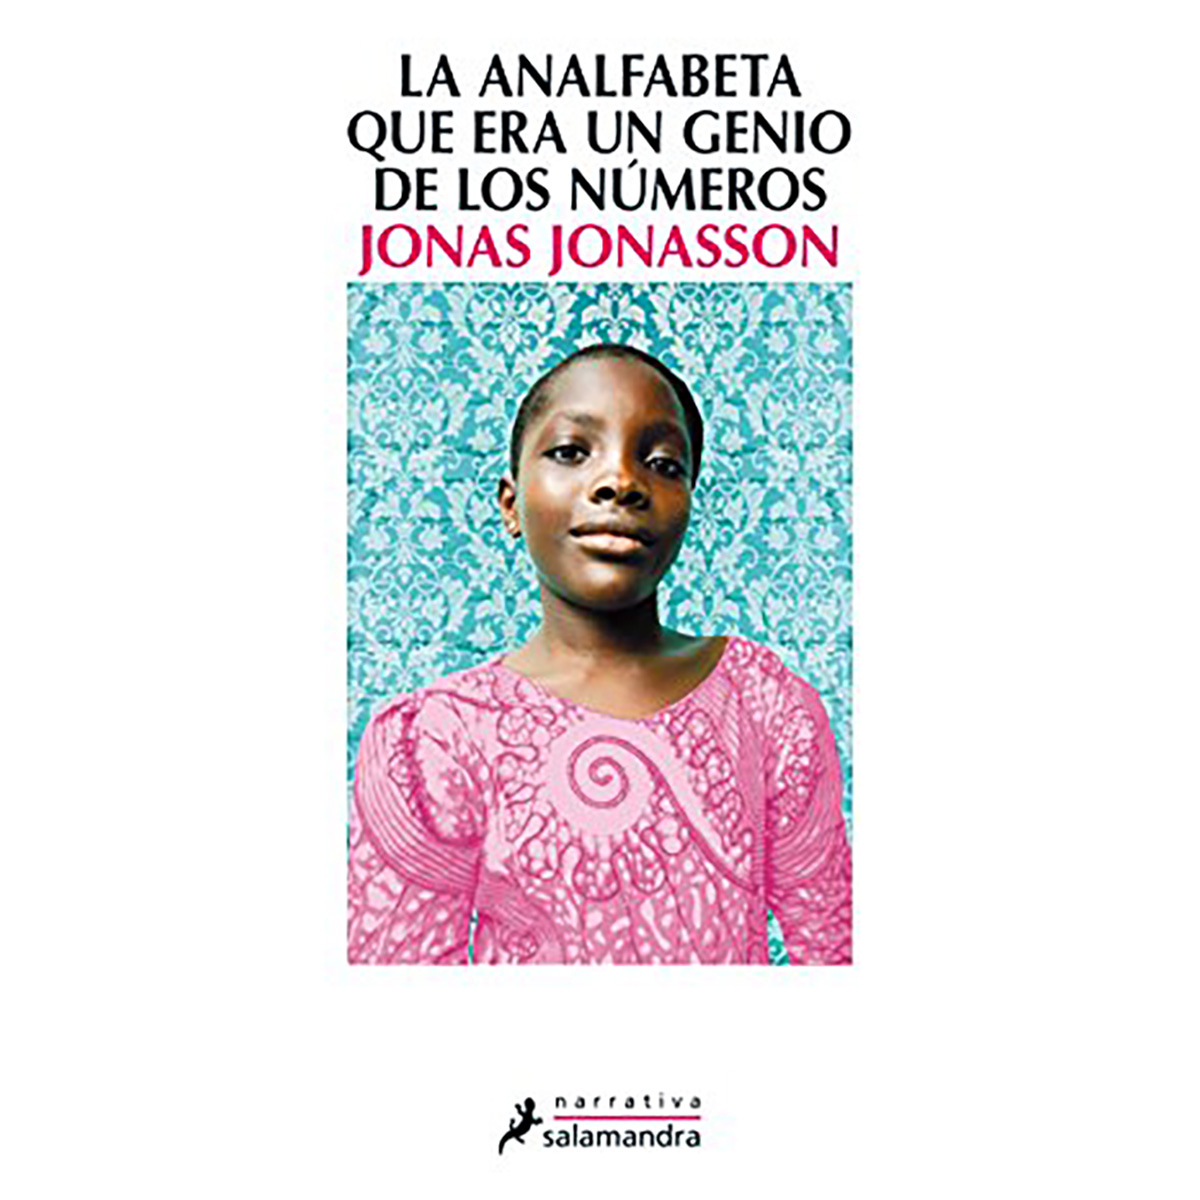 LA ANALFABETA
QUE ERA UN GENIO
DE LOS NÚMEROS
JONAS JONASSON
narrativa
salamandra